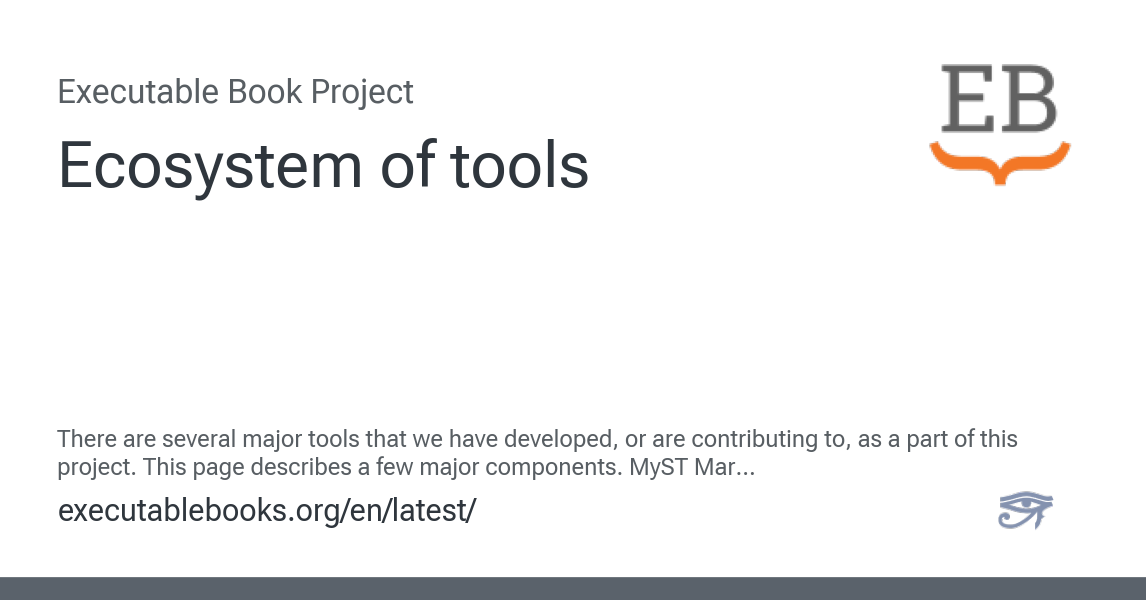 Executable Book Project
EB
Ecosystem of tools
There are several major tools that we have developed, or are contributing to, as a part of this
project. This page describes a few major components. MyST Mar...
executablebooks.org/en/latest/